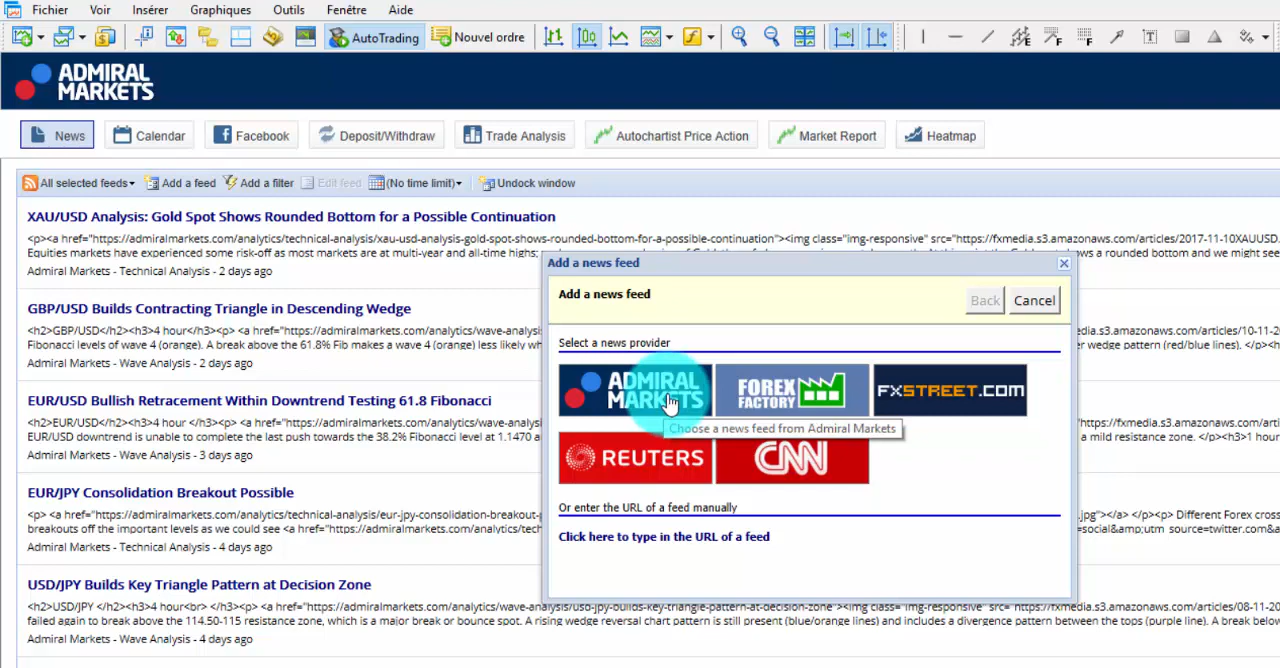 Fichier Voir Insérer Graphiques Outils Fenêtre Aide
AutoTrading Nouvel ordre
ADMIRAL
MARKETS
News Calendar Facebook Deposit/Withdraw Trade Analysis Autochartist Price Action Market Report Heatmap
All selected feeds Add a feed Add a filter Edit feed (No time limit) Undock window
XAU/USD Analysis: Gold Spot Shows Rounded Bottom for a Possible Continuation
<p><a href="https://admiralmarkets.com/analytics/technical-analysis/xau-usd-analysis-gold-spot-shows-rounded-bottom-for-a-possible-continuation"><img class="img-responsive" src="https://fxmedia.s3.amazonaws.com/articles/2017-11-10XAUUSD.
Equities markets have experienced some risk-off as most markets are at multi-year and all-time highs;
s a rounded bottom and we might see
Admiral Markets - Technical Analysis - 2 days ago
GBP/USD Builds Contracting Triangle in Descending Wedge
<h2>GBP/USD</h2><h3>4 hour</h3><p> <a href="https://admiralmarkets.com/analytics/wave-analysis
ia.s3.amazonaws.com/articles/10-11-20
Fibonacci levels of wave 4 (orange). A break above the 61.8% Fib makes a wave 4 (orange) less likely wh
er wedge pattern (red/blue lines). </p>
Admiral Markets - Wave Analysis - 2 days ago
EUR/USD Bullish Retracement Within Downtrend Testing 61.8 Fibonacci
<h2>EUR/USD</h2><h3>4 hour </h3><p> <a href="https://admiralmarkets.com/analytics/wave-analys
EUR/USD downtrend is unable to complete the last push towards the 38.2% Fibonacci level at 1.1470 a
a mild resistance zone. </p><h3>1 hour
Admiral Markets - Wave Analysis - 3 days ago
EUR/JPY Consolidation Breakout Possible
<p> <a href="https://admiralmarkets.com/analytics/technical-analysis/eur-jpy-consolidation-breakout-p
.jpg"></a> </p><p> Different Forex cross
breakouts off the important levels as we could see <a href="https://admiralmarkets.com/analytics/tech
=social&amp;utm_source=twitter.com&a
Admiral Markets - Technical Analysis - 4 days ago
USD/JPY Builds Key Triangle Pattern at Decision Zone
<h2>USD/JPY </h2><h3>4 hour<br> </h3><p> <a href="https://admiralmarkets.com/analytics/wave-analysis/usd-jpy-builds-key-triangle-pattern-at-decision-zone"><img class="img-responsive" src="https://fxmedia.s3.amazonaws.com/articles/08-11-20
failed again to break above the 114.50-115 resistance zone, which is a major break or bounce spot. A rising wedge reversal chart pattern is still present (blue/orange lines) and includes a divergence pattern between the tops (purple line). A break below
Admiral Markets - Wave Analysis - 4 days ago
Add a news feed
Add a news feed
Back Cancel
Select a news provider
ADMIRAL
MARKETS
FOREX
FACTORY
FXSTREET.COM
Choose a news feed from Admiral Markets
REUTERS
CNN
Or enter the URL of a feed manually
Click here to type in the URL of a feed